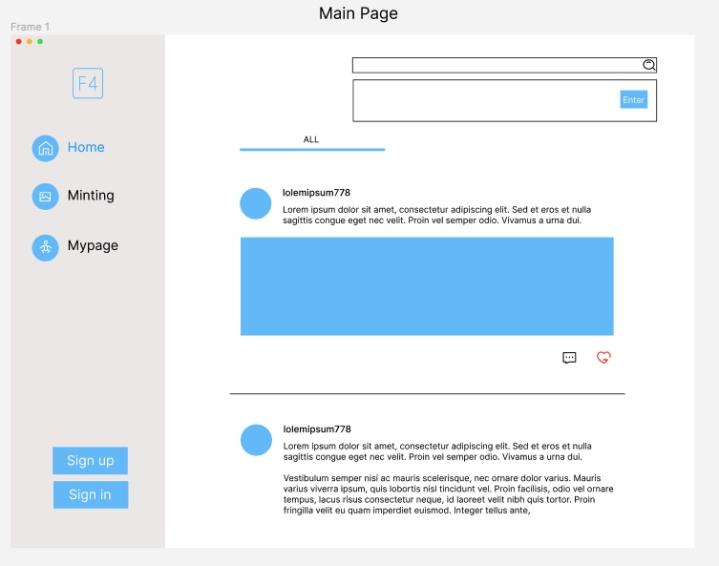 Main Page
Frame 1
F4
Home
Minting
Mypage
Sign up
Sign in
Enter
ALL
lolemipsum778
Lorem ipsum dolor sit amet, consectetur adipiscing elit. Sed et eros et nulla
sagittis congue eget nec velit. Proin vel semper odio. Vivamus a urna dui.
lolemipsum778
Lorem ipsum dolor sit amet, consectetur adipiscing elit. Sed et eros et nulla
sagittis congue eget nec velit. Proin vel semper odio. Vivamus a urna dui.
Vestibulum semper nisi ac mauris scelerisque, nec ornare dolor varius. Mauris
varius viverra ipsum, quis lobortis nisl tincidunt vel. Proin facilisis, odio vel ornare
tempus, lacus risus consectetur neque, id laoreet velit nibh quis tortor. Proin
fringilla velit eu quam imperdiet euismod. Integer tellus ante,